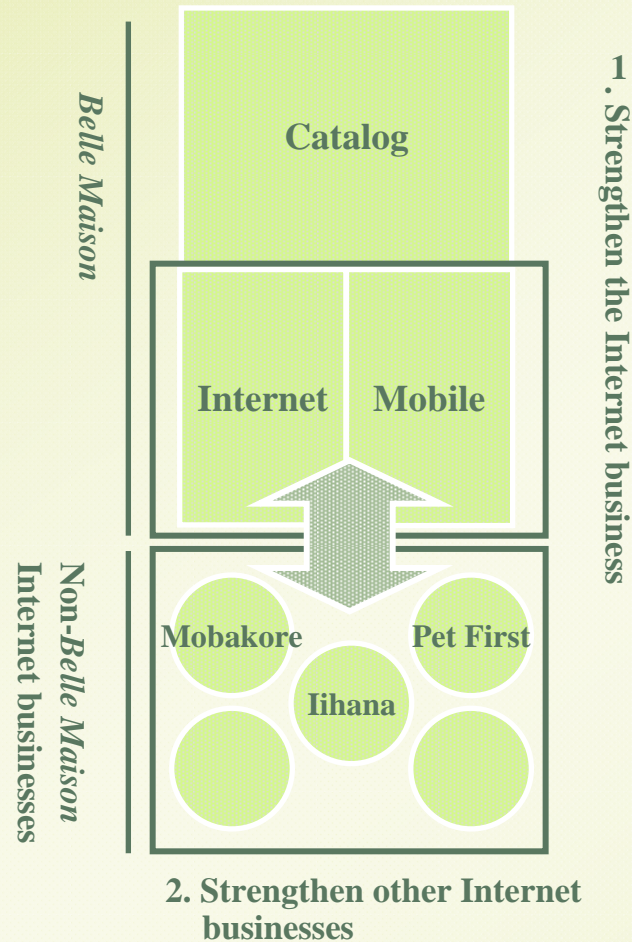 Belle Maison
Catalog
1. Strengthen the Internet business
Internet
Mobile
Non-Belle Maison
Internet businesses
Mobakore
Pet First
Iihana
2. Strengthen other Internet
businesses